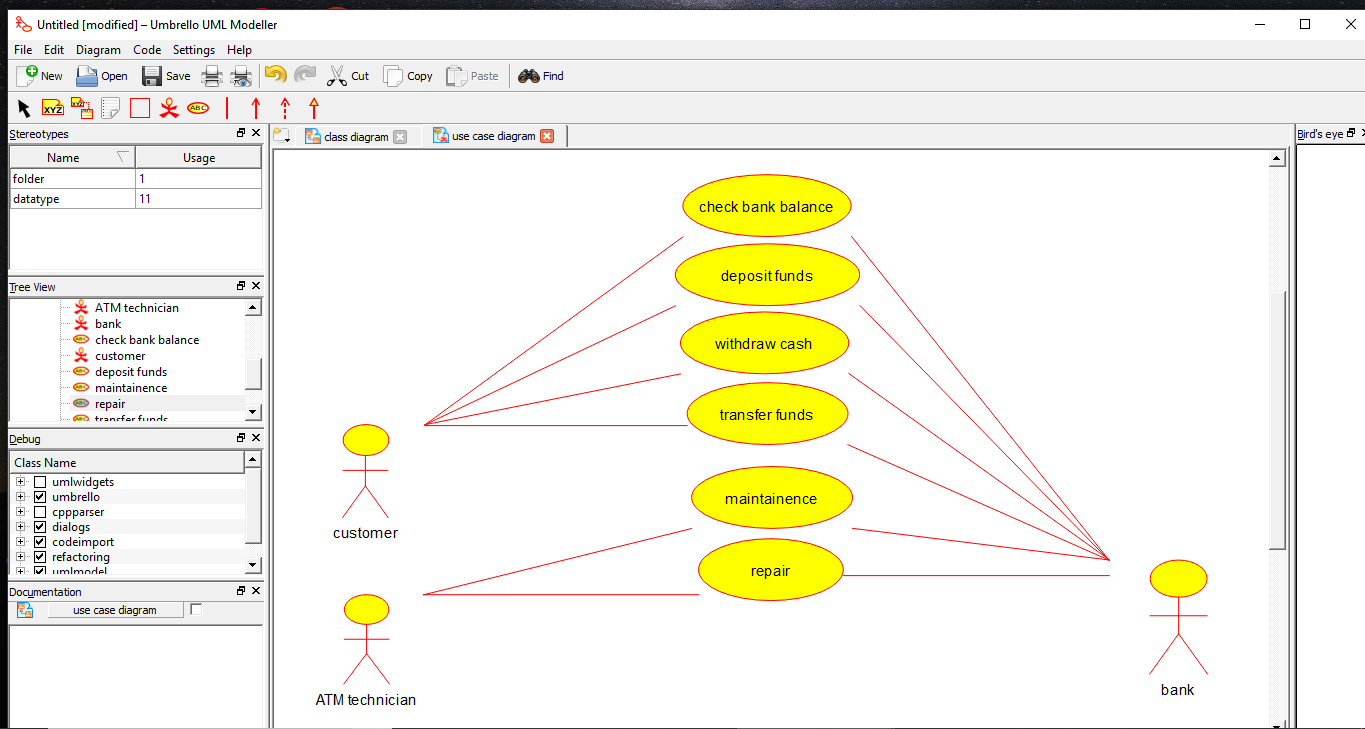 Untitled [modified] – Umbrello UML Modeller
File Edit Diagram Code Settings Help
New Open Save Cut Copy Paste Find
XYZ XYZ ABC
Stereotypes
Name Usage
folder 1
datatype 11
Tree View
ATM technician
bank
check bank balance
customer
deposit funds
maintainence
repair
transfer funds
Debug
Class Name
umlwidgets
umbrello
cppparser
dialogs
codeimport
refactoring
umlmodel
Documentation
use case diagram
class diagram use case diagram
check bank balance
deposit funds
withdraw cash
transfer funds
maintainence
repair
customer
ATM technician
bank
Bird's eye